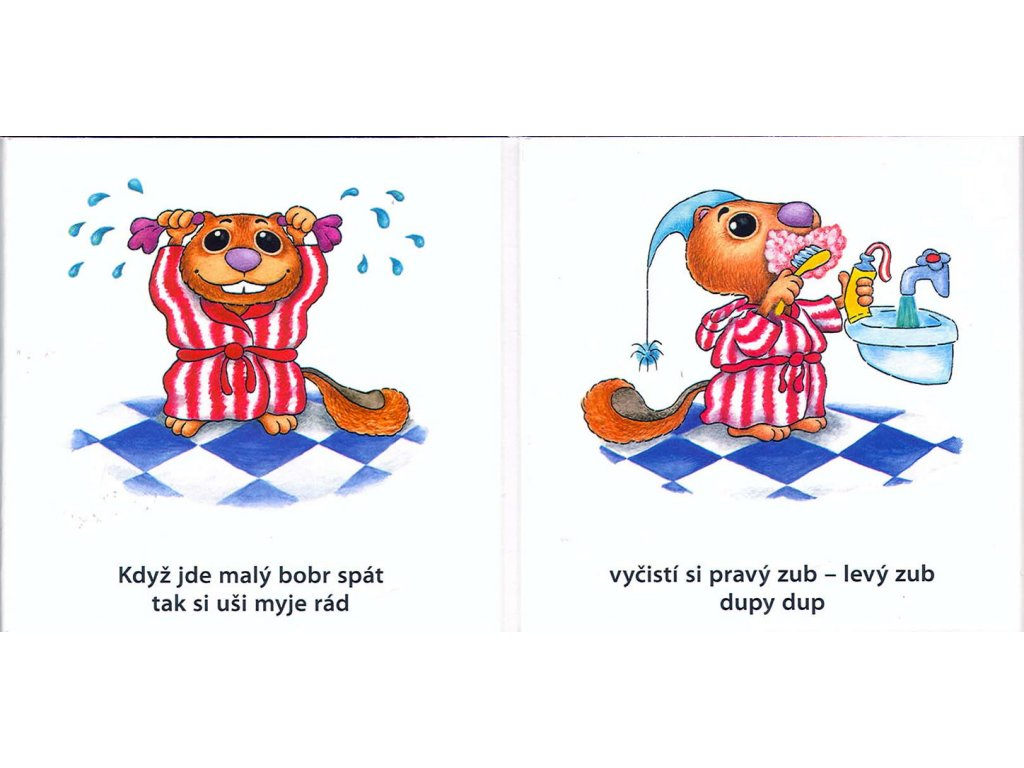 Když jde malý bobr spát
tak si uši myje rád
vyčistí si pravý zub – levý zub
dupy dup